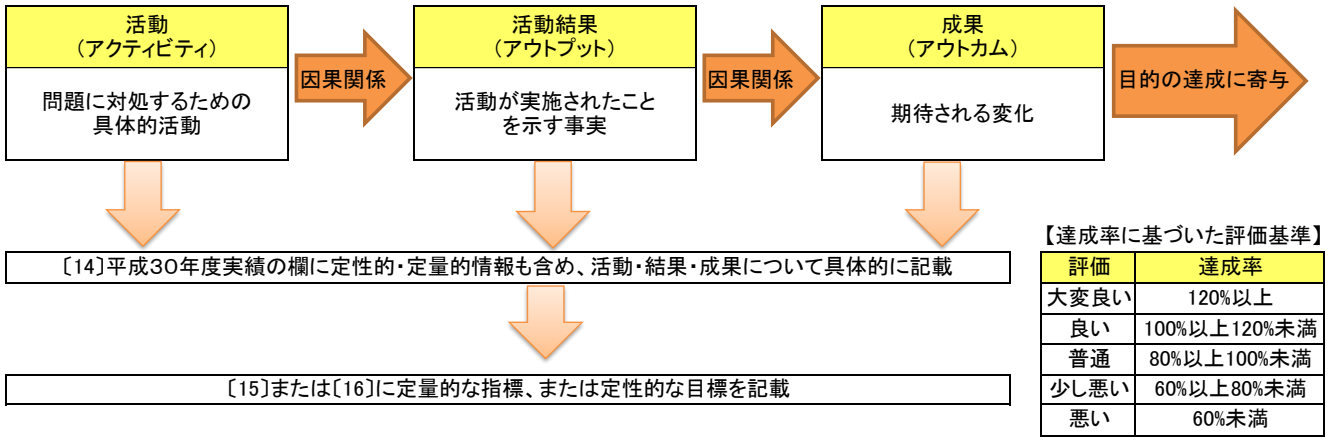 活動
（アクティビティ）
問題に対処するための
具体的活動
因果関係
活動結果
（アウトプット）
活動が実施されたこと
を示す事実
因果関係
成果
（アウトカム）
期待される変化
目的の達成に寄与
〔14〕平成３０年度実績の欄に定性的・定量的情報も含め、活動・結果・成果について具体的に記載
〔15〕または〔16〕に定量的な指標、または定性的な目標を記載
【達成率に基づいた評価基準】
評価 達成率
大変良い 120%以上
良い 100%以上120%未満
普通 80%以上100%未満
少し悪い 60%以上80%未満
悪い 60%未満